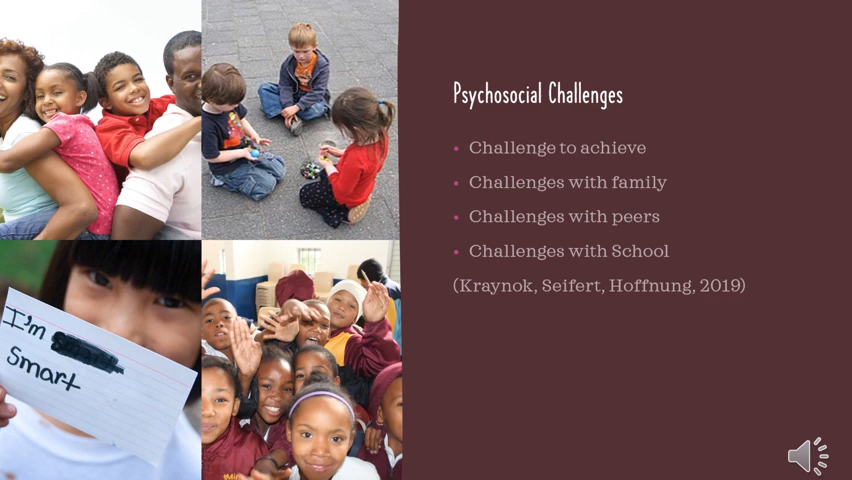 Psychosocial Challenges
• Challenge to achieve
• Challenges with family
• Challenges with peers
• Challenges with School
(Kraynok, Seifert, Hoffnung, 2019)
I'm
Smart